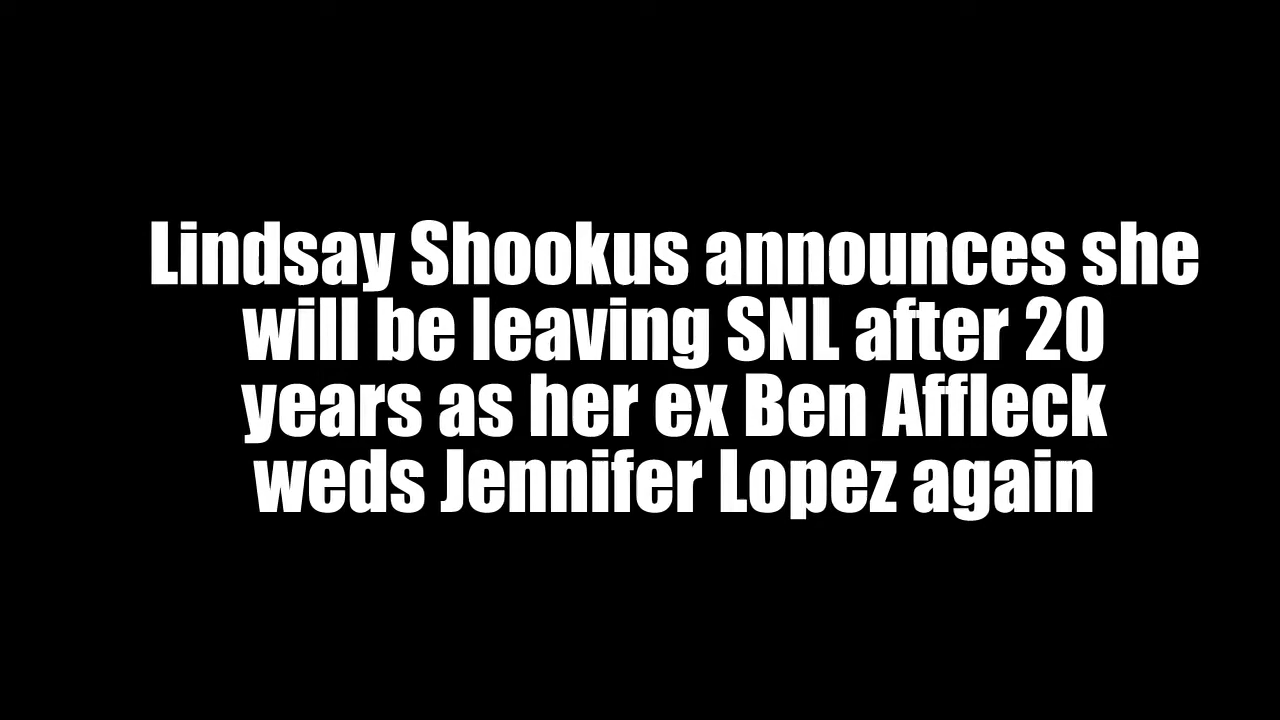 Lindsay Shookus announces she
will be leaving SNL after 20
years as her ex Ben Affleck
weds Jennifer Lopez again